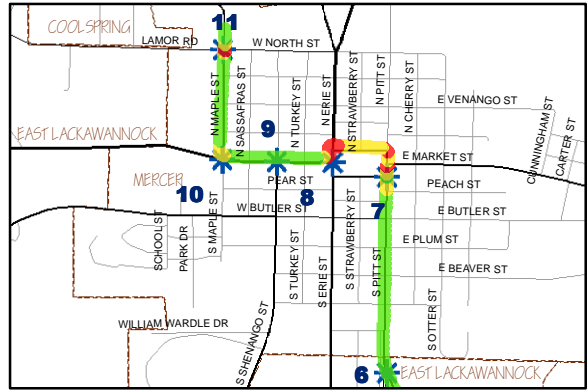 COOLSPRING
11
LAMOR RD
W NORTH ST
N MAPLE ST
N SASSAFRAS ST
N TURKEY ST
N ERIE ST
N STRAWBERRY ST
N PITT ST
N CHERRY ST
E VENANGO ST
CUNNINGHAM ST
CARTER ST
EAST LACKAWANNOCK
9
E MARKET ST
MERCER
PEAR ST
PEACH ST
10
8
7
W BUTLER ST
E BUTLER ST
SCHOOL ST
PARK DR
S MAPLE ST
S TURKEY ST
S ERIE ST
S STRAWBERRY ST
S PITT ST
E PLUM ST
E BEAVER ST
S OTTER ST
WILLIAM WARDLE DR
S SHENANGO ST
6
EAST LACKAWANNOCK